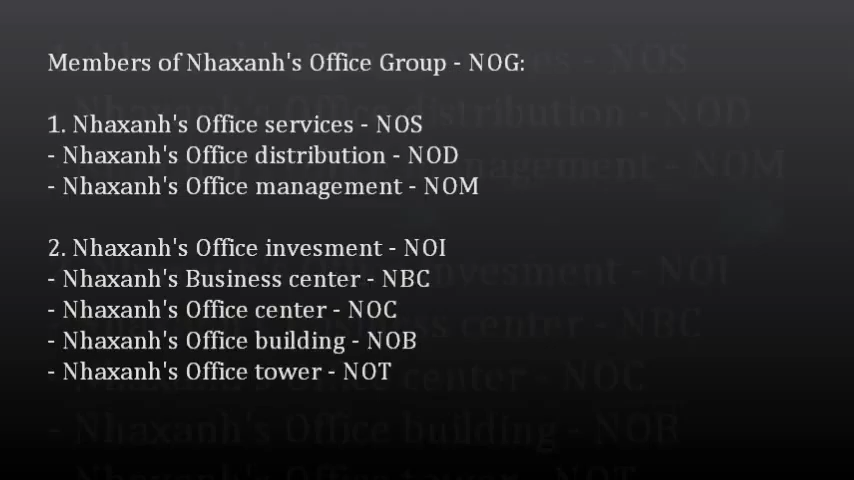 Members of Nhaxanh's Office Group - NOG:
1. Nhaxanh's Office services - NOS
- Nhaxanh's Office distribution - NOD
- Nhaxanh's Office management - NOM
2. Nhaxanh's Office invesment - NOI
- Nhaxanh's Business center - NBC
- Nhaxanh's Office center - NOC
- Nhaxanh's Office building - NOB
- Nhaxanh's Office tower - NOT